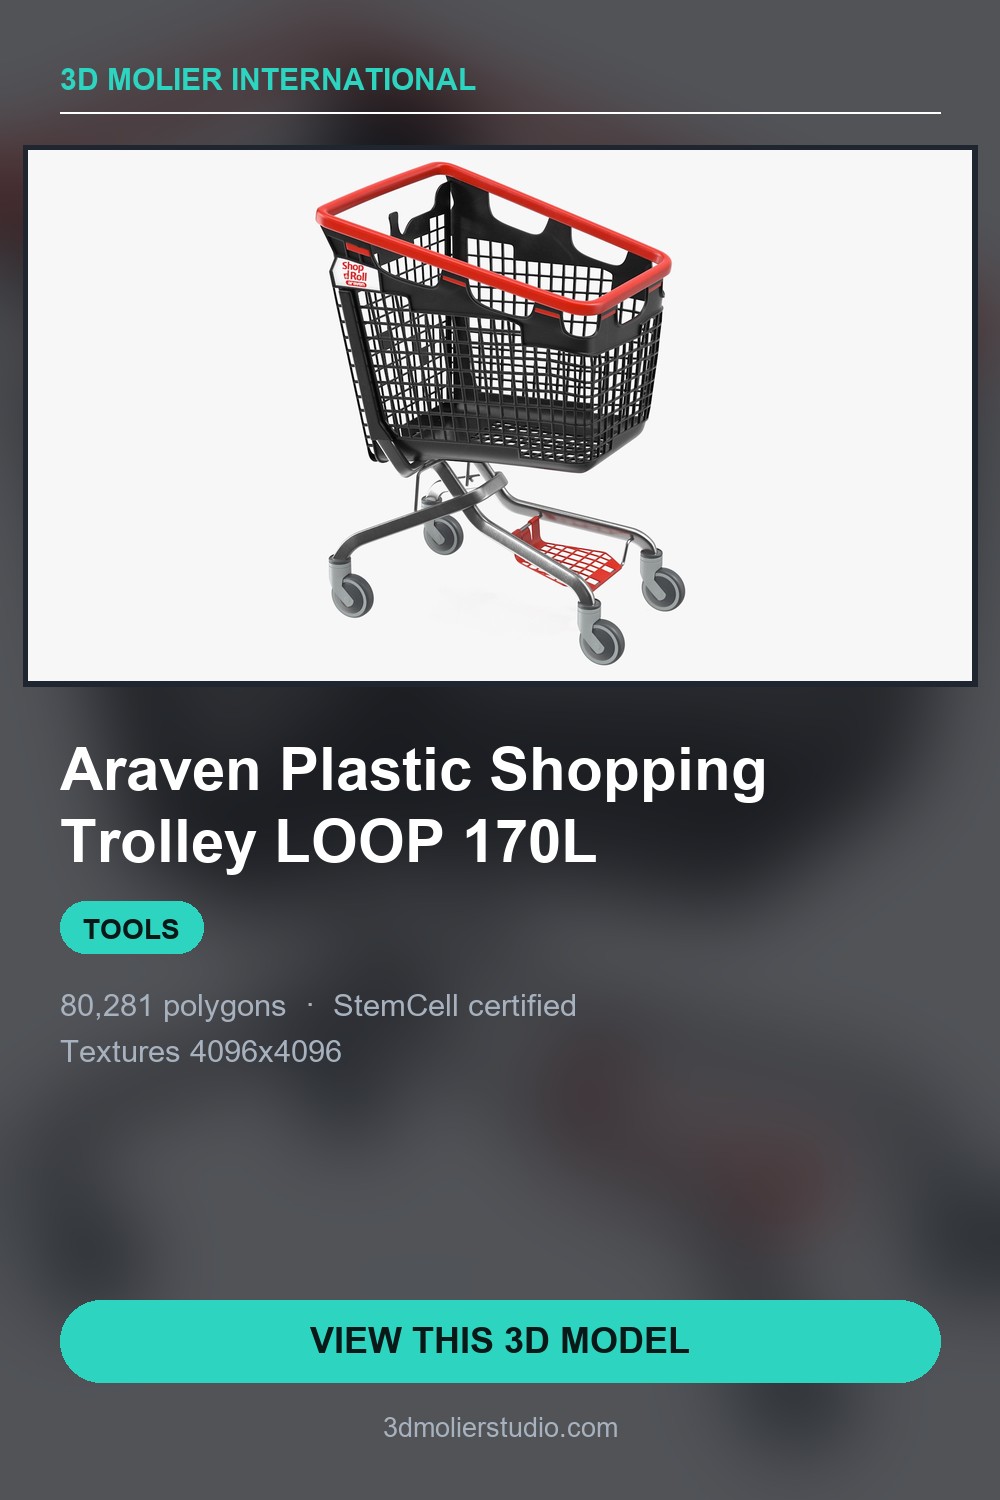 3D MOLIER INTERNATIONAL
Shop
Roll
Araven Plastic Shopping
Trolley LOOP 170L
TOOLS
80,281 polygons · StemCell certified
Textures 4096x4096
VIEW THIS 3D MODEL
3dmolierstudio.com